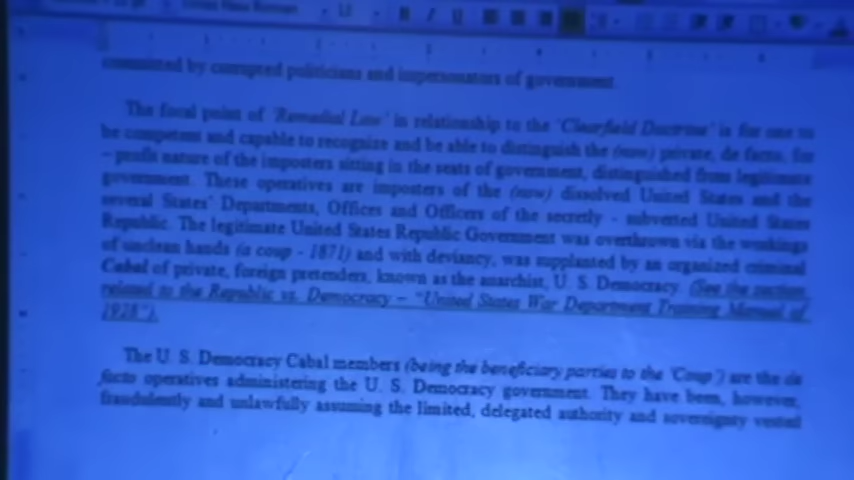 committed by corrupted politicians and impersonators of government.
The focal point of 'Remedial Law' in relationship to the 'Clearfield Doctrine' is for one to
be competent and capable to recognize and be able to distinguish the (now) private, de facto, for
– profit nature of the imposters sitting in the seats of government, distinguished from legitimate
government. These operatives are imposters of the (now) dissolved United States and the
several States' Departments, Offices and Officers of the secretly - subverted United States
Republic. The legitimate United States Republic Government was overthrown via the workings
of unclean hands (a coup - 1871) and with deviancy, was supplanted by an organized criminal
Cabal of private, foreign pretenders, known as the anarchist, U. S. Democracy. (See the section,
related to the Republic vs. Democracy – "United States War Department Training Manual of
1928").
The U. S. Democracy Cabal members (being the beneficiary parties to the 'Coup') are the de
facto operatives administering the U. S. Democracy government. They have been, however,
fraudulently and unlawfully assuming the limited, delegated authority and sovereignty vested